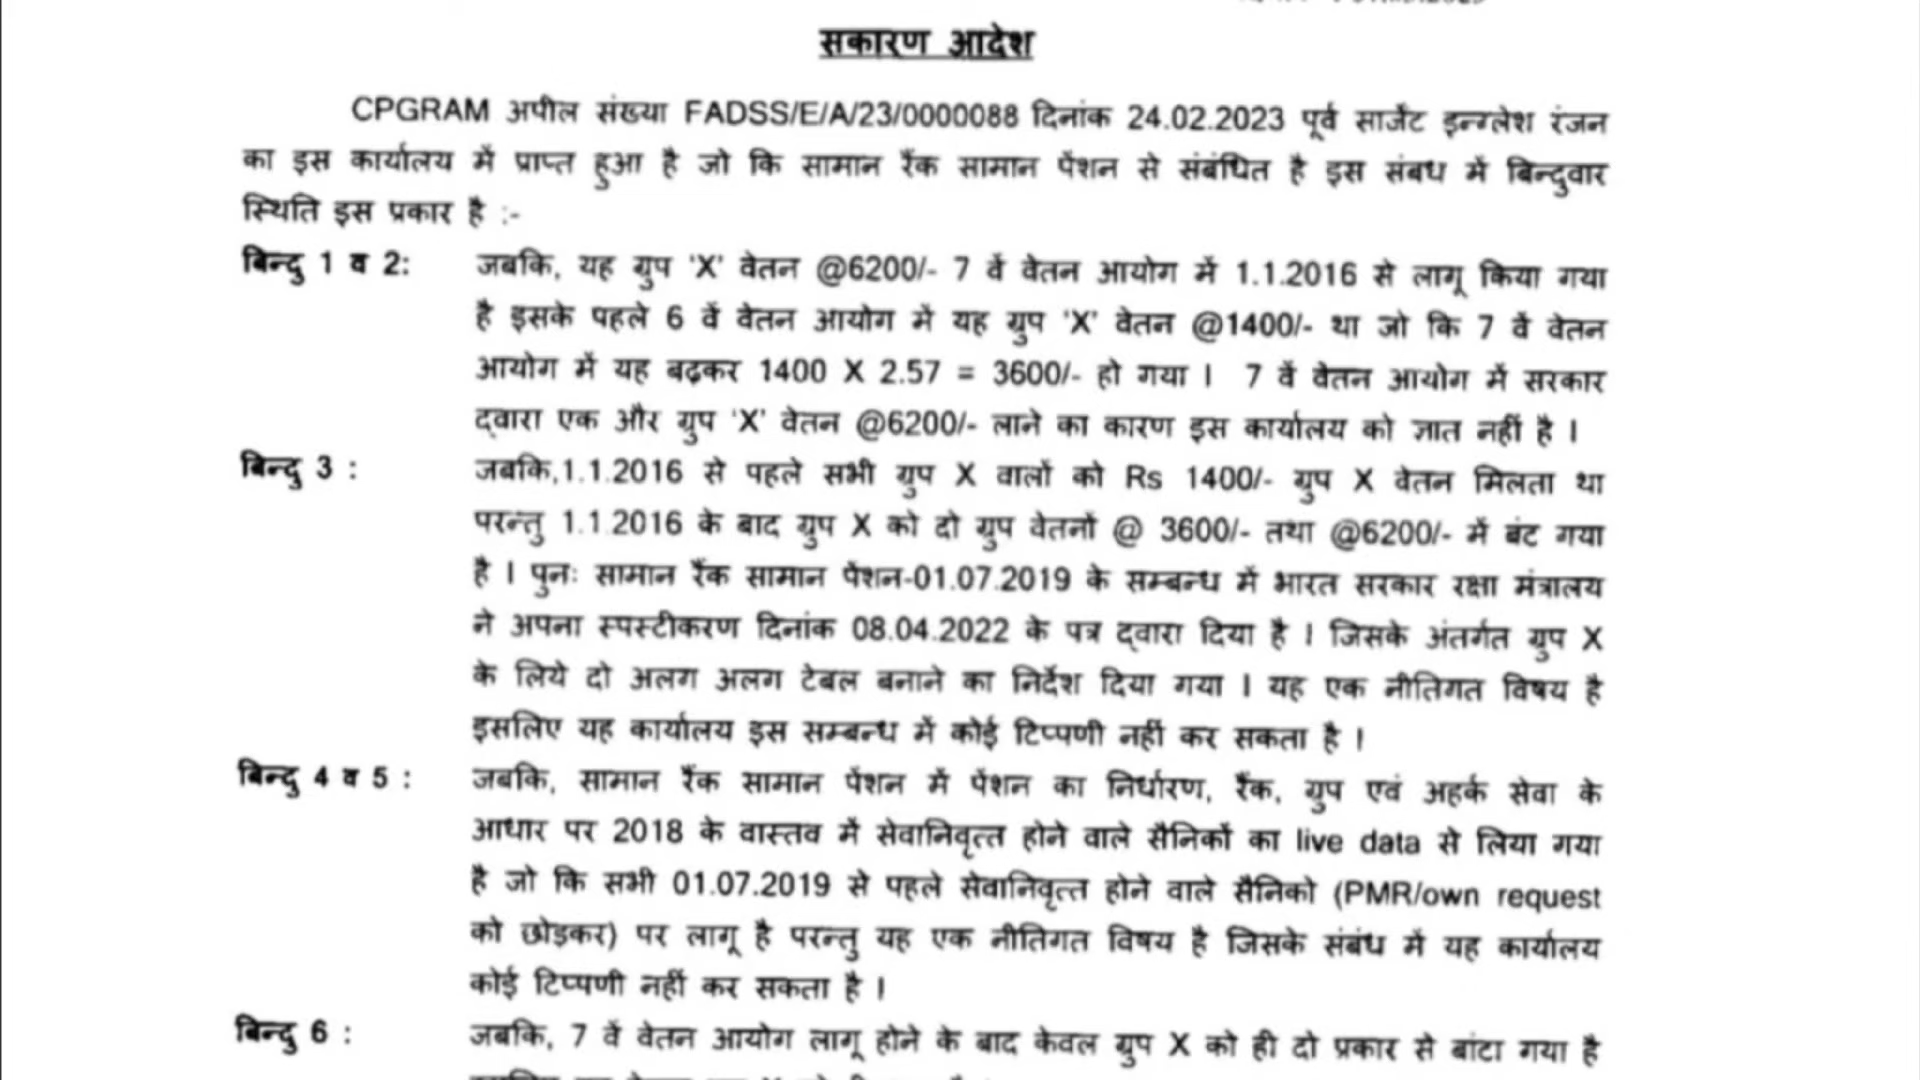 सकारण आदेश
CPGRAM अपील संख्या FADSS/E/A/23/0000088 दिनांक 24.02.2023 पूर्व सार्जेंट इन्ग्लेश रंजन
का इस कार्यालय में प्राप्त हुआ है जो कि सामान रैंक सामान पेंशन से संबंधित है इस संबध में बिन्दुवार
स्थिति इस प्रकार है :-
बिन्दु 1 व 2: जबकि, यह ग्रुप 'X' वेतन @6200/- 7 वें वेतन आयोग में 1.1.2016 से लागू किया गया
है इसके पहले 6 वें वेतन आयोग में यह ग्रुप 'X' वेतन @1400/- था जो कि 7 वें वेतन
आयोग में यह बढ़कर 1400 X 2.57 = 3600/- हो गया । 7 वें वेतन आयोग में सरकार
द्वारा एक और ग्रुप 'X' वेतन @6200/- लाने का कारण इस कार्यालय को ज्ञात नहीं है ।
बिन्दु 3 : जबकि,1.1.2016 से पहले सभी ग्रुप X वालों को Rs 1400/- ग्रुप X वेतन मिलता था
परन्तु 1.1.2016 के बाद ग्रुप X को दो ग्रुप वेतनों @ 3600/- तथा @6200/- में बंट गया
है । पुनः सामान रैंक सामान पेंशन-01.07.2019 के सम्बन्ध में भारत सरकार रक्षा मंत्रालय
ने अपना स्पस्टीकरण दिनांक 08.04.2022 के पत्र द्वारा दिया है । जिसके अंतर्गत ग्रुप X
के लिये दो अलग अलग टेबल बनाने का निर्देश दिया गया । यह एक नीतिगत विषय है
इसलिए यह कार्यालय इस सम्बन्ध में कोई टिप्पणी नहीं कर सकता है ।
बिन्दु 4 व 5 : जबकि, सामान रैंक सामान पेंशन में पेंशन का निर्धारण, रैंक, ग्रुप एवं अहर्क सेवा के
आधार पर 2018 के वास्तव में सेवानिवृत्त होने वाले सैनिकों का live data से लिया गया
है जो कि सभी 01.07.2019 से पहले सेवानिवृत्त होने वाले सैनिको (PMR/own request
को छोड़कर) पर लागू है परन्तु यह एक नीतिगत विषय है जिसके संबंध में यह कार्यालय
कोई टिप्पणी नहीं कर सकता है ।
बिन्दु 6 : जबकि, 7 वें वेतन आयोग लागू होने के बाद केवल ग्रुप X को ही दो प्रकार से बांटा गया है